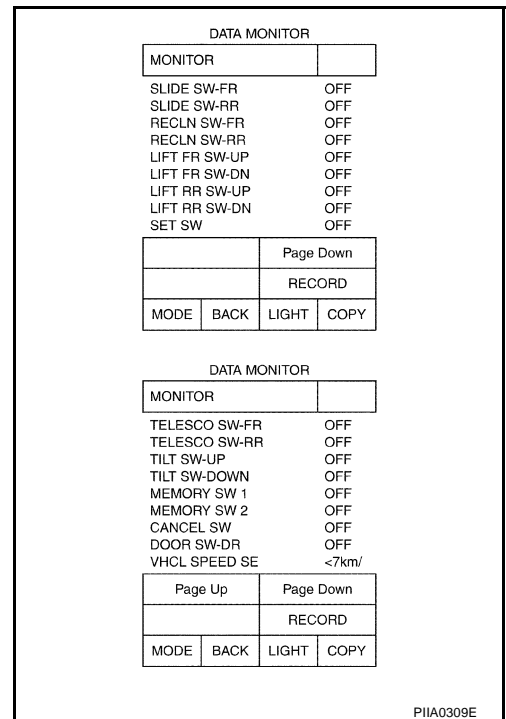 DATA MONITOR
MONITOR
SLIDE SW-FR OFF
SLIDE SW-RR OFF
RECLN SW-FR OFF
RECLN SW-RR OFF
LIFT FR SW-UP OFF
LIFT FR SW-DN OFF
LIFT RR SW-UP OFF
LIFT RR SW-DN OFF
SET SW OFF
Page Down
RECORD
MODE BACK LIGHT COPY
DATA MONITOR
MONITOR
TELESCO SW-FR OFF
TELESCO SW-RR OFF
TILT SW-UP OFF
TILT SW-DOWN OFF
MEMORY SW 1 OFF
MEMORY SW 2 OFF
CANCEL SW OFF
DOOR SW-DR OFF
VHCL SPEED SE <7km/
Page Up Page Down
RECORD
MODE BACK LIGHT COPY
PIIA0309E